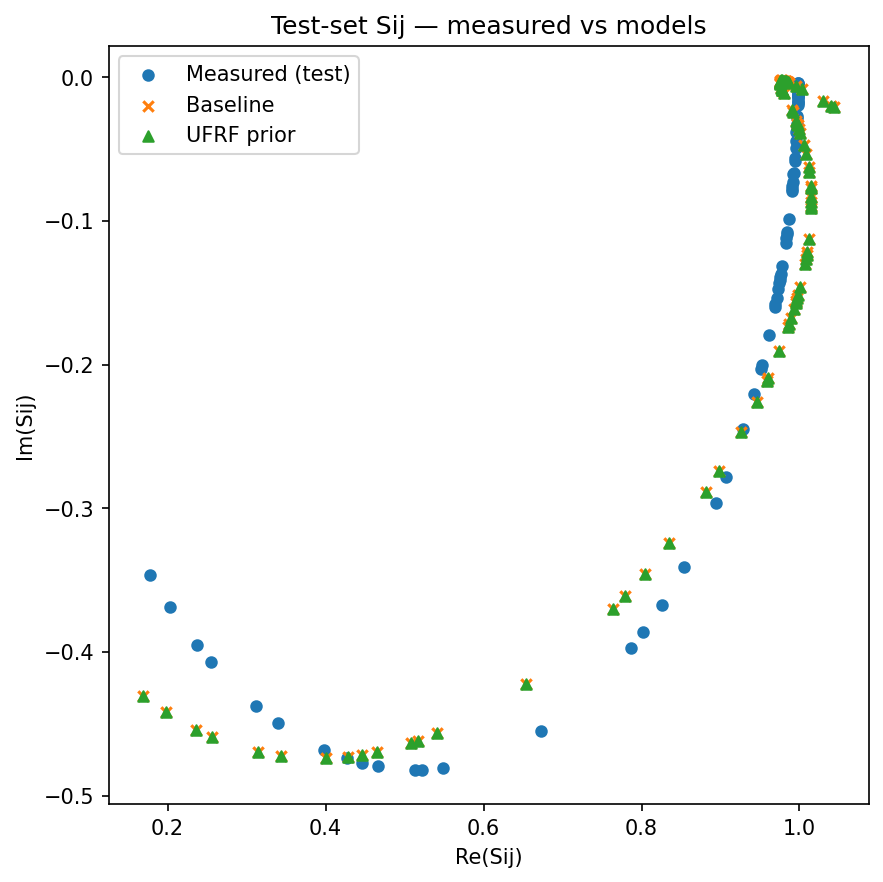 Test-set Sij — measured vs models
Measured (test)
Baseline
UFRF prior
0.0
−0.1
−0.2
−0.3
−0.4
−0.5
Im(Sij)
0.2
0.4
0.6
0.8
1.0
Re(Sij)